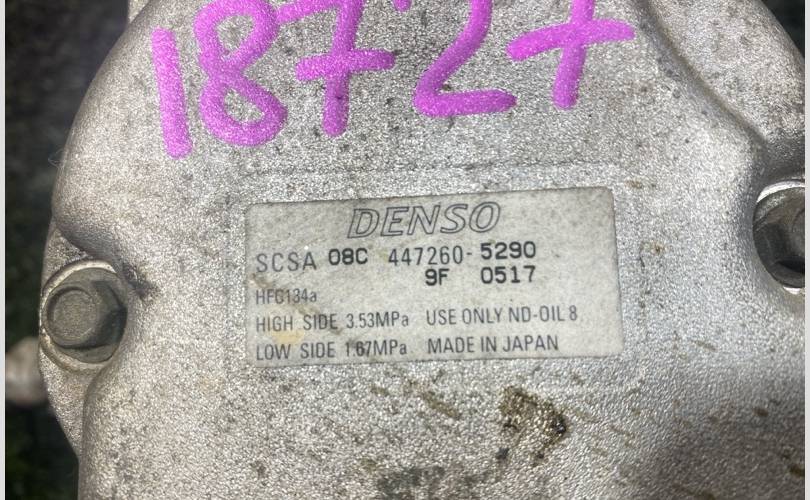 18727
DENSO
SCSA 08C 447260-5290
9F 0517
HFC134a
HIGH SIDE 3.53MPa USE ONLY ND-OIL 8
LOW SIDE 1.67MPa MADE IN JAPAN